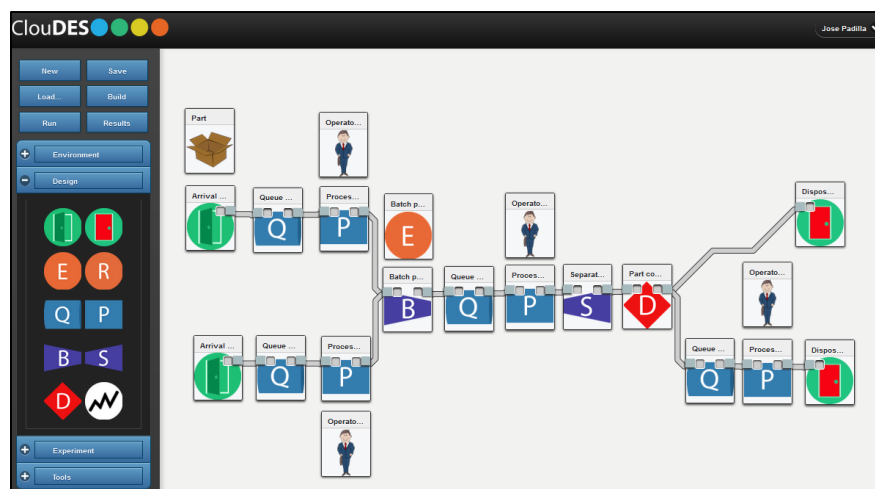 ClouDES
Jose Padilla
New
Save
Load...
Build
Run
Results
Environment
Design
E
R
Q
P
B
S
D
Experiment
Tools
Part
Operato...
Arrival ...
Queue ...
Proces...
Q
P
Batch p...
E
Operato...
Dispos...
Batch p...
Queue ...
Proces...
Separat...
Part co...
B
Q
P
S
D
Operato...
Arrival ...
Queue ...
Proces...
Q
P
Queue ...
Proces...
Dispos...
Q
P
Operato...